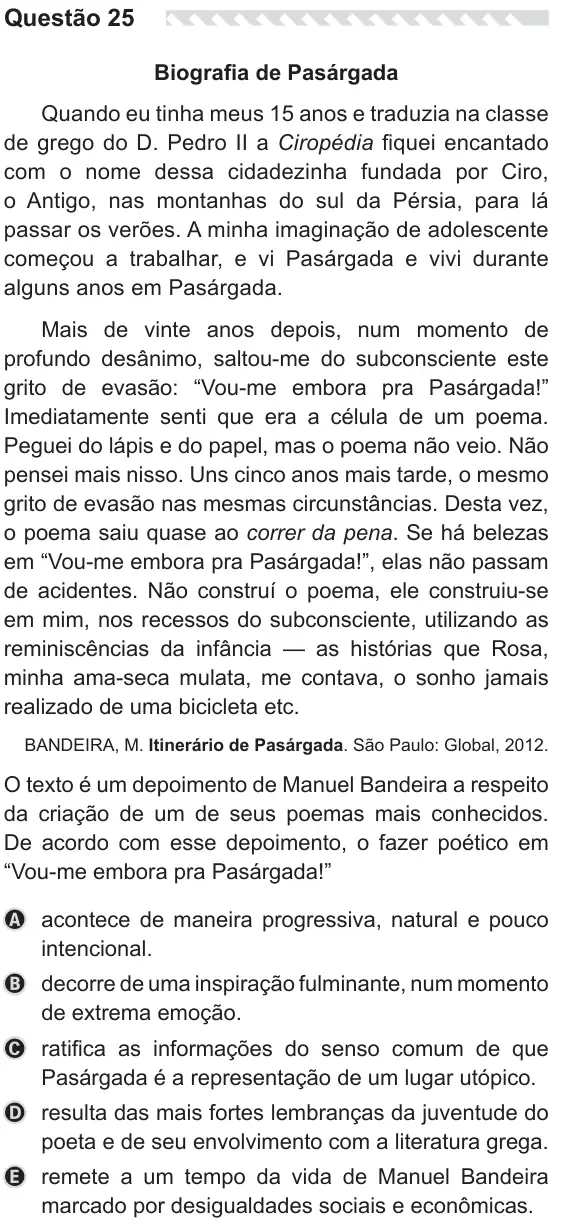 Questão 25
Biografia de Pasárgada
Quando eu tinha meus 15 anos e traduzia na classe
de grego do D. Pedro II a Ciropédia fiquei encantado
com o nome dessa cidadezinha fundada por Ciro,
o Antigo, nas montanhas do sul da Pérsia, para lá
passar os verões. A minha imaginação de adolescente
começou a trabalhar, e vi Pasárgada e vivi durante
alguns anos em Pasárgada.
Mais de vinte anos depois, num momento de
profundo desânimo, saltou-me do subconsciente este
grito de evasão: “Vou-me embora pra Pasárgada!”
Imediatamente senti que era a célula de um poema.
Peguei do lápis e do papel, mas o poema não veio. Não
pensei mais nisso. Uns cinco anos mais tarde, o mesmo
grito de evasão nas mesmas circunstâncias. Desta vez,
o poema saiu quase ao correr da pena. Se há belezas
em “Vou-me embora pra Pasárgada!”, elas não passam
de acidentes. Não construí o poema, ele construiu-se
em mim, nos recessos do subconsciente, utilizando as
reminiscências da infância — as histórias que Rosa,
minha ama-seca mulata, me contava, o sonho jamais
realizado de uma bicicleta etc.
BANDEIRA, M. Itinerário de Pasárgada. São Paulo: Global, 2012.
O texto é um depoimento de Manuel Bandeira a respeito
da criação de um de seus poemas mais conhecidos.
De acordo com esse depoimento, o fazer poético em
“Vou-me embora pra Pasárgada!”
A acontece de maneira progressiva, natural e pouco
intencional.
B decorre de uma inspiração fulminante, num momento
de extrema emoção.
C ratifica as informações do senso comum de que
Pasárgada é a representação de um lugar utópico.
D resulta das mais fortes lembranças da juventude do
poeta e de seu envolvimento com a literatura grega.
E remete a um tempo da vida de Manuel Bandeira
marcado por desigualdades sociais e econômicas.